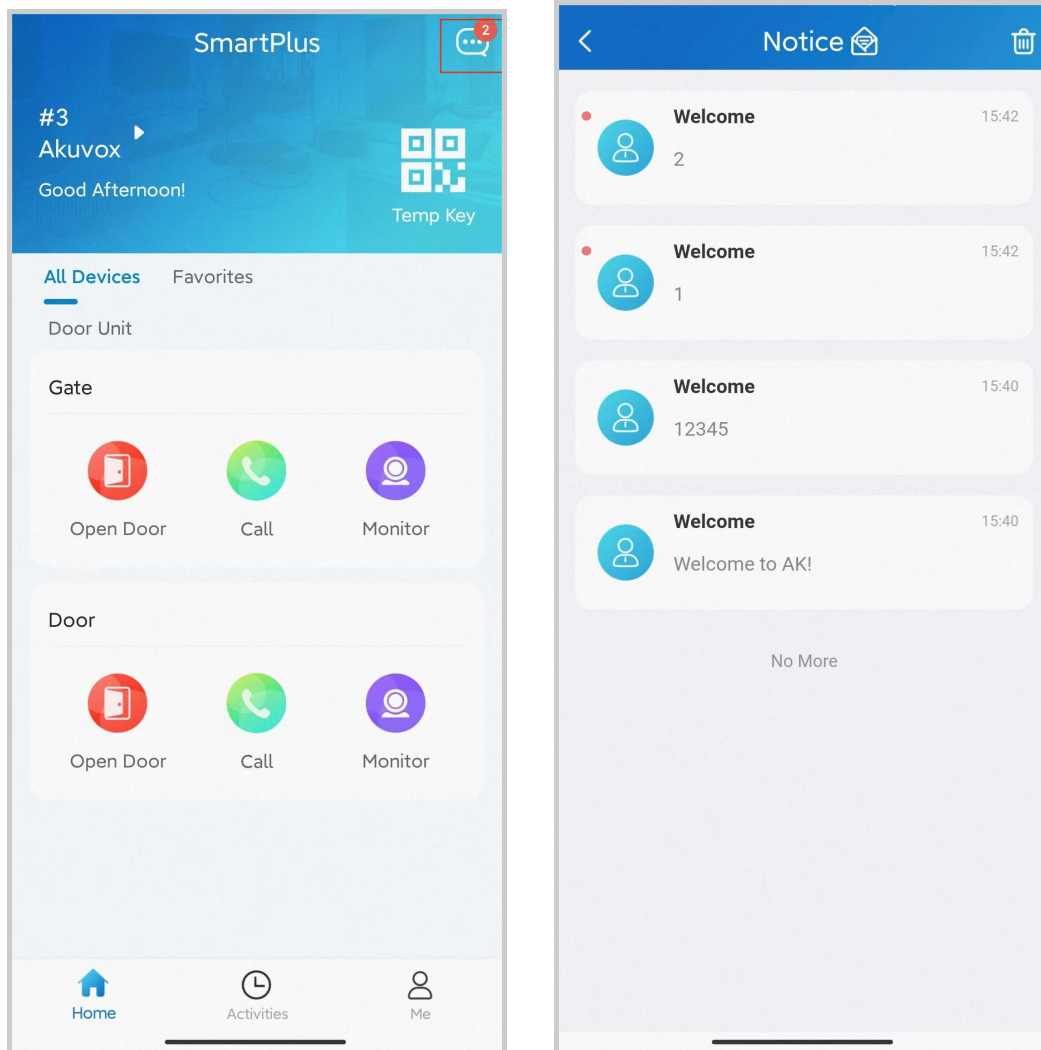 SmartPlus
2
#3
Akuvox
Good Afternoon!
Temp Key
All Devices Favorites
Door Unit
Gate
Open Door Call Monitor
Door
Open Door Call Monitor
Home Activities Me
Notice
Welcome 15:42
2
Welcome 15:42
1
Welcome 15:40
12345
Welcome 15:40
Welcome to AK!
No More